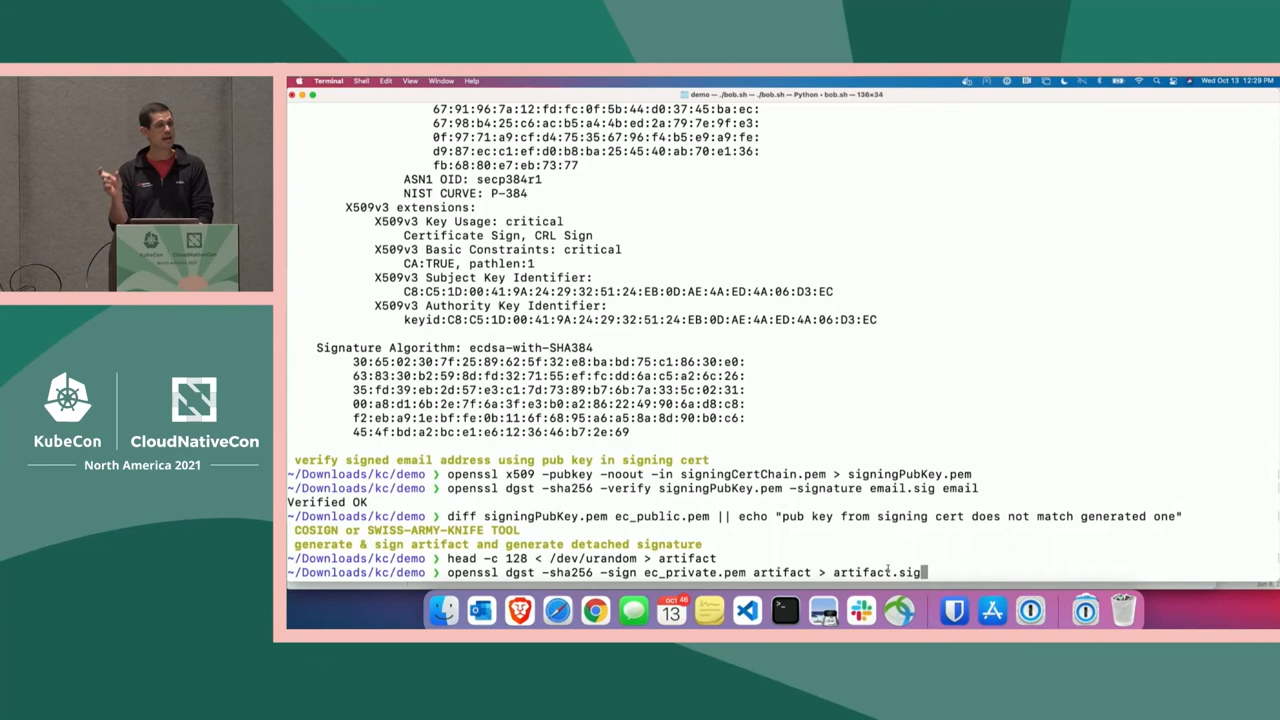 Terminal Shell Edit View Window Help
Wed Oct 13 12:29 PM
demo — ./bob.sh — ./bob.sh — Python • bob.sh — 136×34
67:91:96:7a:12:fd:fc:0f:5b:44:d0:37:45:ba:ec:
67:98:b4:25:c6:ac:b5:a4:4b:ed:2a:79:7e:9f:e3:
0f:97:71:a9:cf:d4:75:35:67:96:f4:b5:e9:a9:fe:
d9:87:ec:c1:ef:d0:b8:ba:25:45:40:ab:70:e1:36:
fb:68:80:e7:eb:73:77
ASN1 OID: secp384r1
NIST CURVE: P-384
X509v3 extensions:
X509v3 Key Usage: critical
Certificate Sign, CRL Sign
X509v3 Basic Constraints: critical
CA:TRUE, pathlen:1
X509v3 Subject Key Identifier:
C8:C5:1D:00:41:9A:24:29:32:51:24:EB:0D:AE:4A:ED:4A:06:D3:EC
X509v3 Authority Key Identifier:
keyid:C8:C5:1D:00:41:9A:24:29:32:51:24:EB:0D:AE:4A:ED:4A:06:D3:EC
Signature Algorithm: ecdsa-with-SHA384
30:65:02:30:7f:25:89:62:5f:32:e8:ba:bd:75:c1:86:30:e0:
63:83:30:b2:59:8d:fd:32:71:55:ef:fc:dd:6a:c5:a2:6c:26:
35:fd:39:eb:2d:57:e3:c1:7d:73:89:b7:6b:7a:33:5c:02:31:
00:a8:d1:6b:2e:7f:6a:3f:e3:b0:a2:86:22:49:90:6a:d8:c8:
f2:eb:a9:1e:bf:fe:0b:11:6f:68:95:a6:a5:8a:8d:90:b0:c6:
45:4f:bd:a2:bc:e1:e6:12:36:46:b7:2e:69
verify signed email address using pub key in signing cert
~/Downloads/kc/demo ❯ openssl x509 -pubkey -noout -in signingCertChain.pem > signingPubKey.pem
~/Downloads/kc/demo ❯ openssl dgst -sha256 -verify signingPubKey.pem -signature email.sig email
Verified OK
~/Downloads/kc/demo ❯ diff signingPubKey.pem ec_public.pem || echo "pub key from signing cert does not match generated one"
COSIGN or SWISS-ARMY-KNIFE TOOL
generate & sign artifact and generate detached signature
~/Downloads/kc/demo ❯ head -c 128 < /dev/urandom > artifact
~/Downloads/kc/demo ❯ openssl dgst -sha256 -sign ec_private.pem artifact > artifact.sig
OCT 46
13
KubeCon CloudNativeCon
North America 2021
KubeCon CloudNativeCon
North America 2021